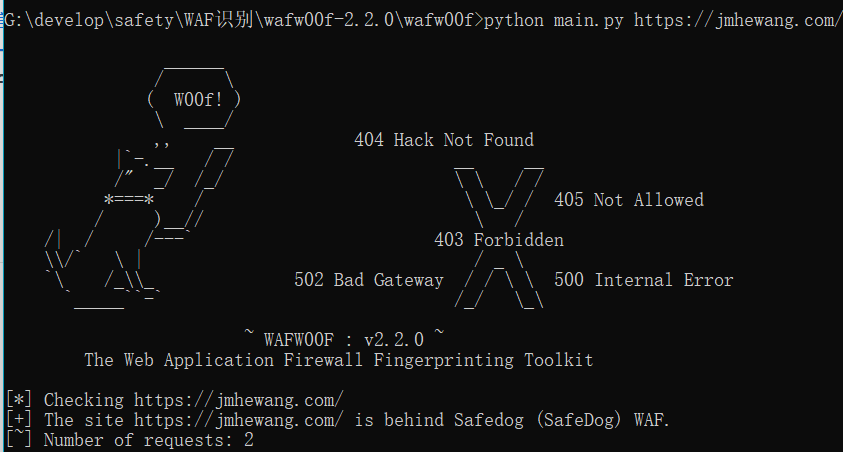 G:\develop\safety\WAF识别\wafw00f-2.2.0\wafw00f>python main.py https://jmhewang.com/
( W00f! )
404 Hack Not Found
405 Not Allowed
403 Forbidden
502 Bad Gateway 500 Internal Error
~ WAFW00F : v2.2.0 ~
The Web Application Firewall Fingerprinting Toolkit
[*] Checking https://jmhewang.com/
[+] The site https://jmhewang.com/ is behind Safedog (SafeDog) WAF.
[~] Number of requests: 2